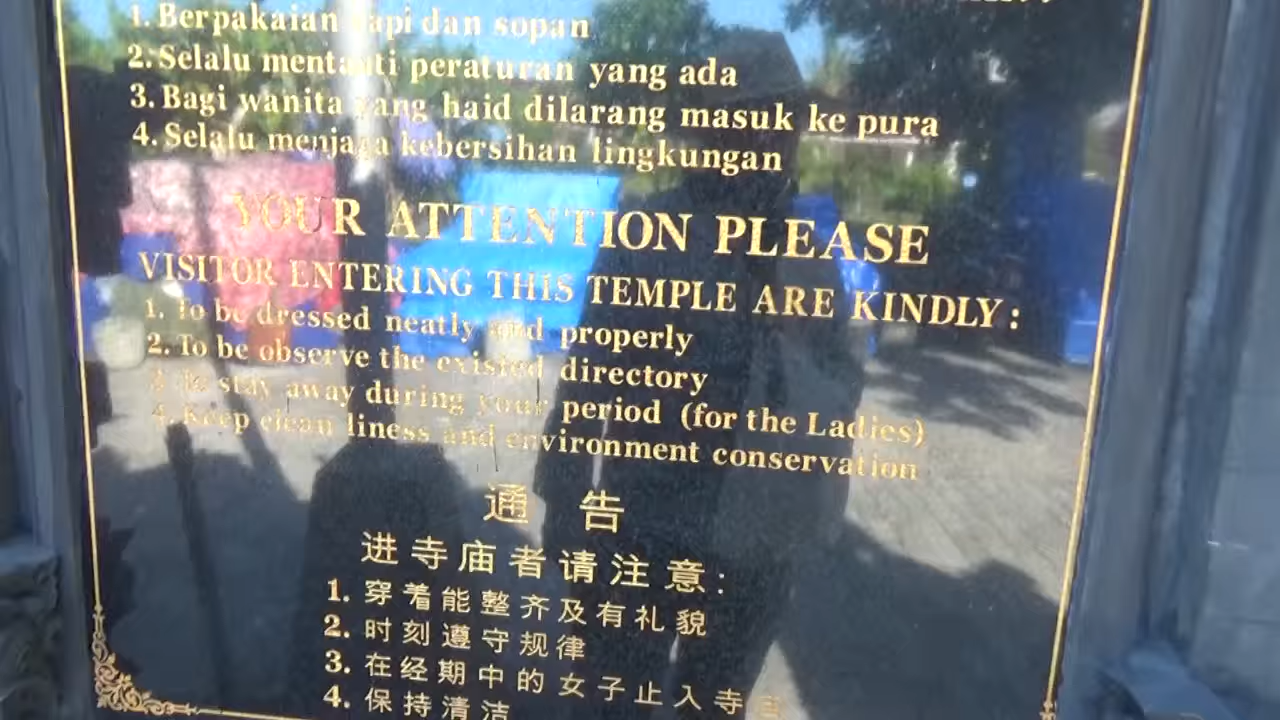 1. Berpakaian rapi dan sopan
2. Selalu mentaati peraturan yang ada
3. Bagi wanita yang haid dilarang masuk ke pura
4. Selalu menjaga kebersihan lingkungan
YOUR ATTENTION PLEASE
VISITOR ENTERING THIS TEMPLE ARE KINDLY :
1. To be dressed neatly and properly
2. To be observe the existed directory
3. To stay away during your period (for the Ladies)
4. Keep clean liness and environment conservation
通 告
进寺庙者请注意:
1. 穿着能整齐及有礼貌
2. 时刻遵守规律
3. 在经期中的女子止入寺
4. 保持清洁